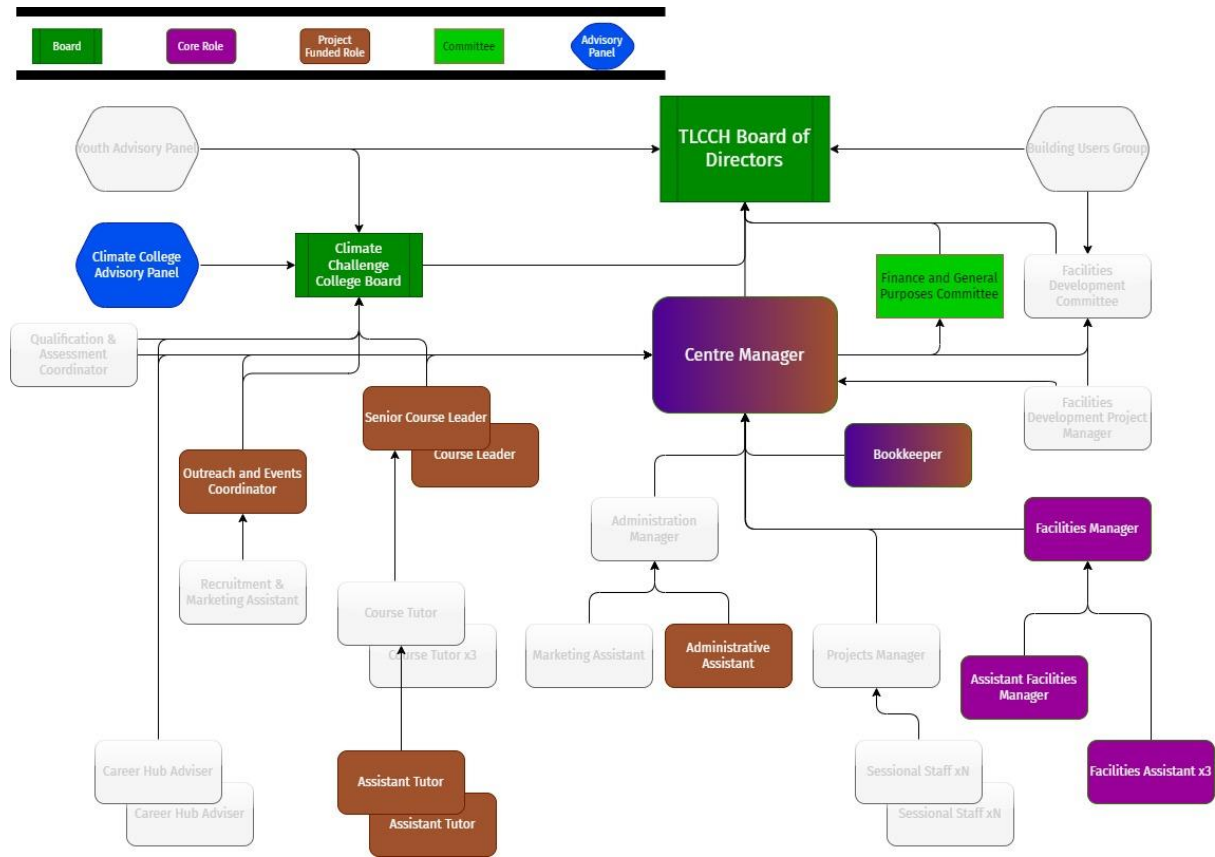 Board
Core Role
Project
Funded Role
Committee
Advisory
Panel
Youth Advisory Panel
TLCCH Board of
Directors
Building Users Group
Climate College
Advisory Panel
Climate
Challenge
College Board
Finance and General
Purposes Committee
Facilities
Development
Committee
Qualification &
Assessment
Coordinator
Centre Manager
Senior Course Leader
Course Leader
Facilities
Development Project
Manager
Outreach and Events
Coordinator
Bookkeeper
Administration
Manager
Facilities Manager
Recruitment &
Marketing Assistant
Course Tutor
Course Tutor x3
Marketing Assistant
Administrative
Assistant
Projects Manager
Assistant Facilities
Manager
Career Hub Adviser
Career Hub Adviser
Assistant Tutor
Assistant Tutor
Sessional Staff xN
Sessional Staff xN
Facilities Assistant x3